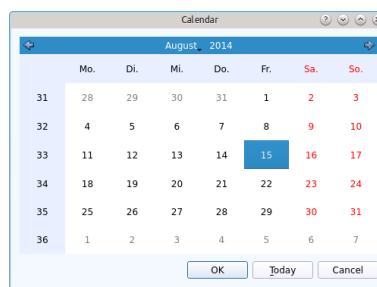 Calendar
August, 2014
Mo. Di. Mi. Do. Fr. Sa. So.
31 28 29 30 31 1 2 3
32 4 5 6 7 8 9 10
33 11 12 13 14 15 16 17
34 18 19 20 21 22 23 24
35 25 26 27 28 29 30 31
36 1 2 3 4 5 6 7
OK Today Cancel